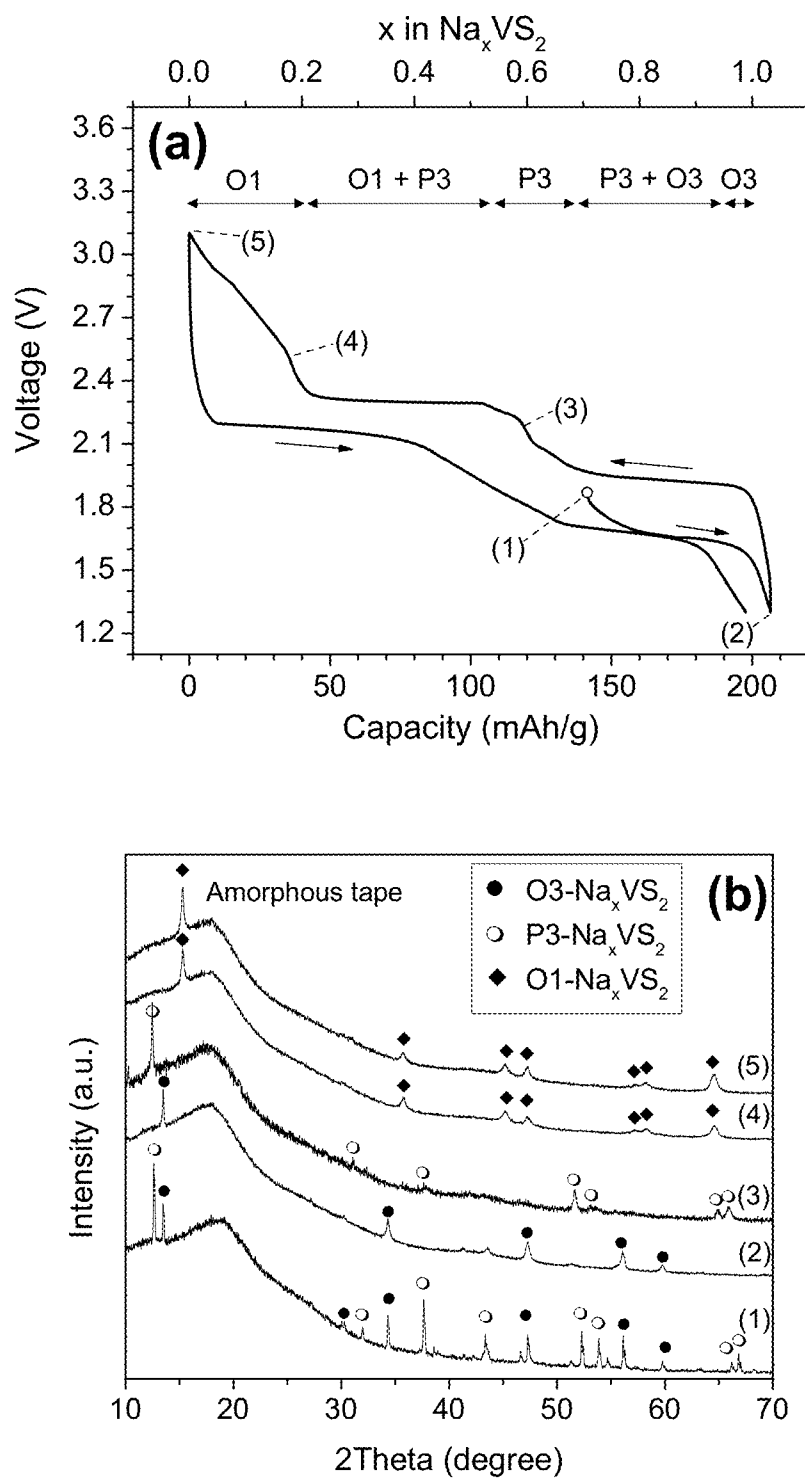 x in NaₓVS₂
0.0 0.2 0.4 0.6 0.8 1.0
3.6
(a)
3.3
O1 O1 + P3 P3 P3 + O3 O3
(5)
3.0
2.7
(4)
2.4
(3)
2.1
1.8
(1)
1.5
(2)
1.2
Voltage (V)
0 50 100 150 200
Capacity (mAh/g)
Amorphous tape
O3-NaₓVS₂
(b)
P3-NaₓVS₂
O1-NaₓVS₂
(5)
(4)
(3)
(2)
(1)
Intensity (a.u.)
10 20 30 40 50 60 70
2Theta (degree)